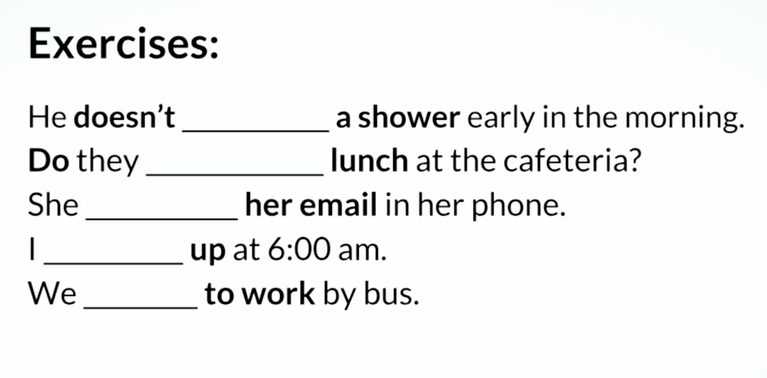 Exercises:
He doesn’t __________ a shower early in the morning.
Do they ____________ lunch at the cafeteria?
She __________ her email in her phone.
I _________ up at 6:00 am.
We ________ to work by bus.